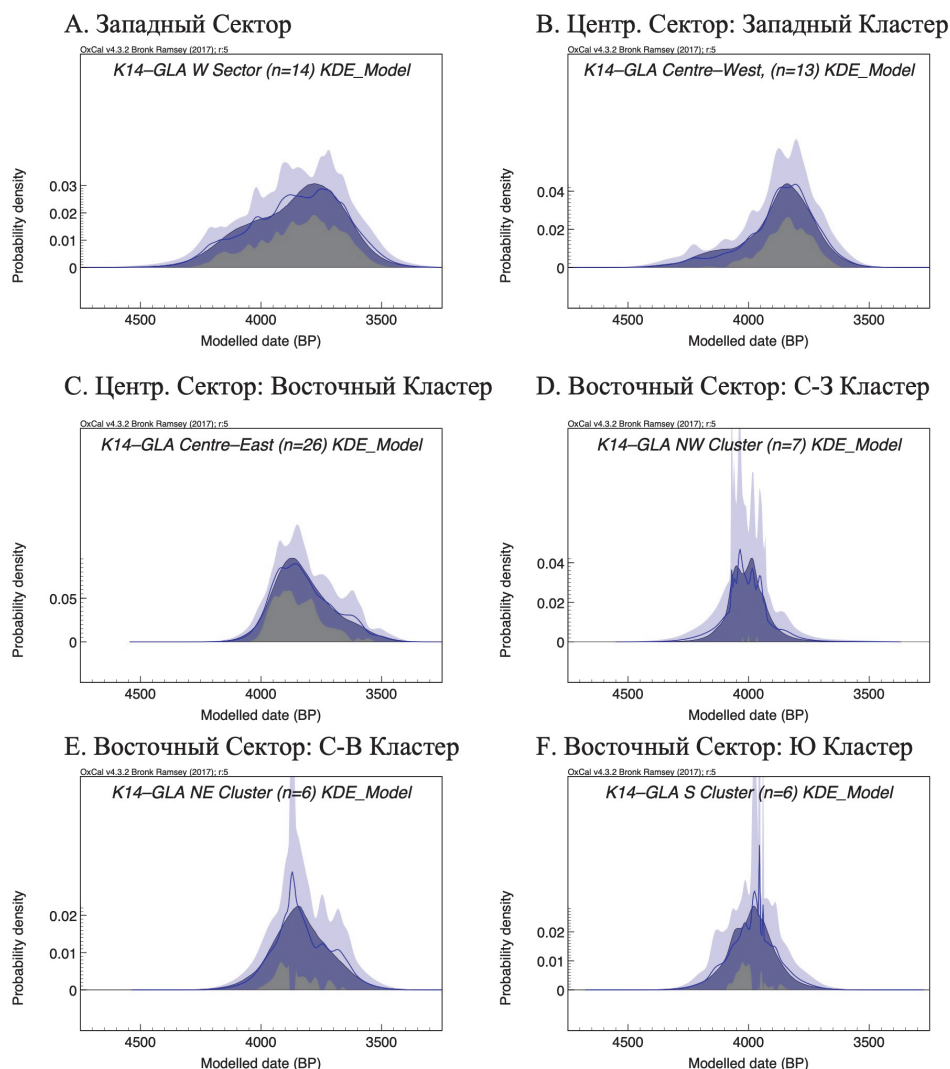 A. Западный Сектор
OxCal v4.3.2 Bronk Ramsey (2017); r:5
K14–GLA W Sector (n=14) KDE_Model
Probability density
0.03
0.02
0.01
0
4500 4000 3500
Modelled date (BP)
B. Центр. Сектор: Западный Кластер
OxCal v4.3.2 Bronk Ramsey (2017); r:5
K14–GLA Centre–West, (n=13) KDE_Model
Probability density
0.04
0.02
0
4500 4000 3500
Modelled date (BP)
C. Центр. Сектор: Восточный Кластер
OxCal v4.3.2 Bronk Ramsey (2017); r:5
K14–GLA Centre–East (n=26) KDE_Model
Probability density
0.05
0
4500 4000 3500
Modelled date (BP)
D. Восточный Сектор: С-З Кластер
OxCal v4.3.2 Bronk Ramsey (2017); r:5
K14–GLA NW Cluster (n=7) KDE_Model
Probability density
0.04
0.02
0
4500 4000 3500
Modelled date (BP)
E. Восточный Сектор: С-В Кластер
OxCal v4.3.2 Bronk Ramsey (2017); r:5
K14–GLA NE Cluster (n=6) KDE_Model
Probability density
0.02
0.01
0
4500 4000 3500
Modelled date (BP)
F. Восточный Сектор: Ю Кластер
OxCal v4.3.2 Bronk Ramsey (2017); r:5
K14–GLA S Cluster (n=6) KDE_Model
Probability density
0.02
0.01
0
4500 4000 3500
Modelled date (BP)